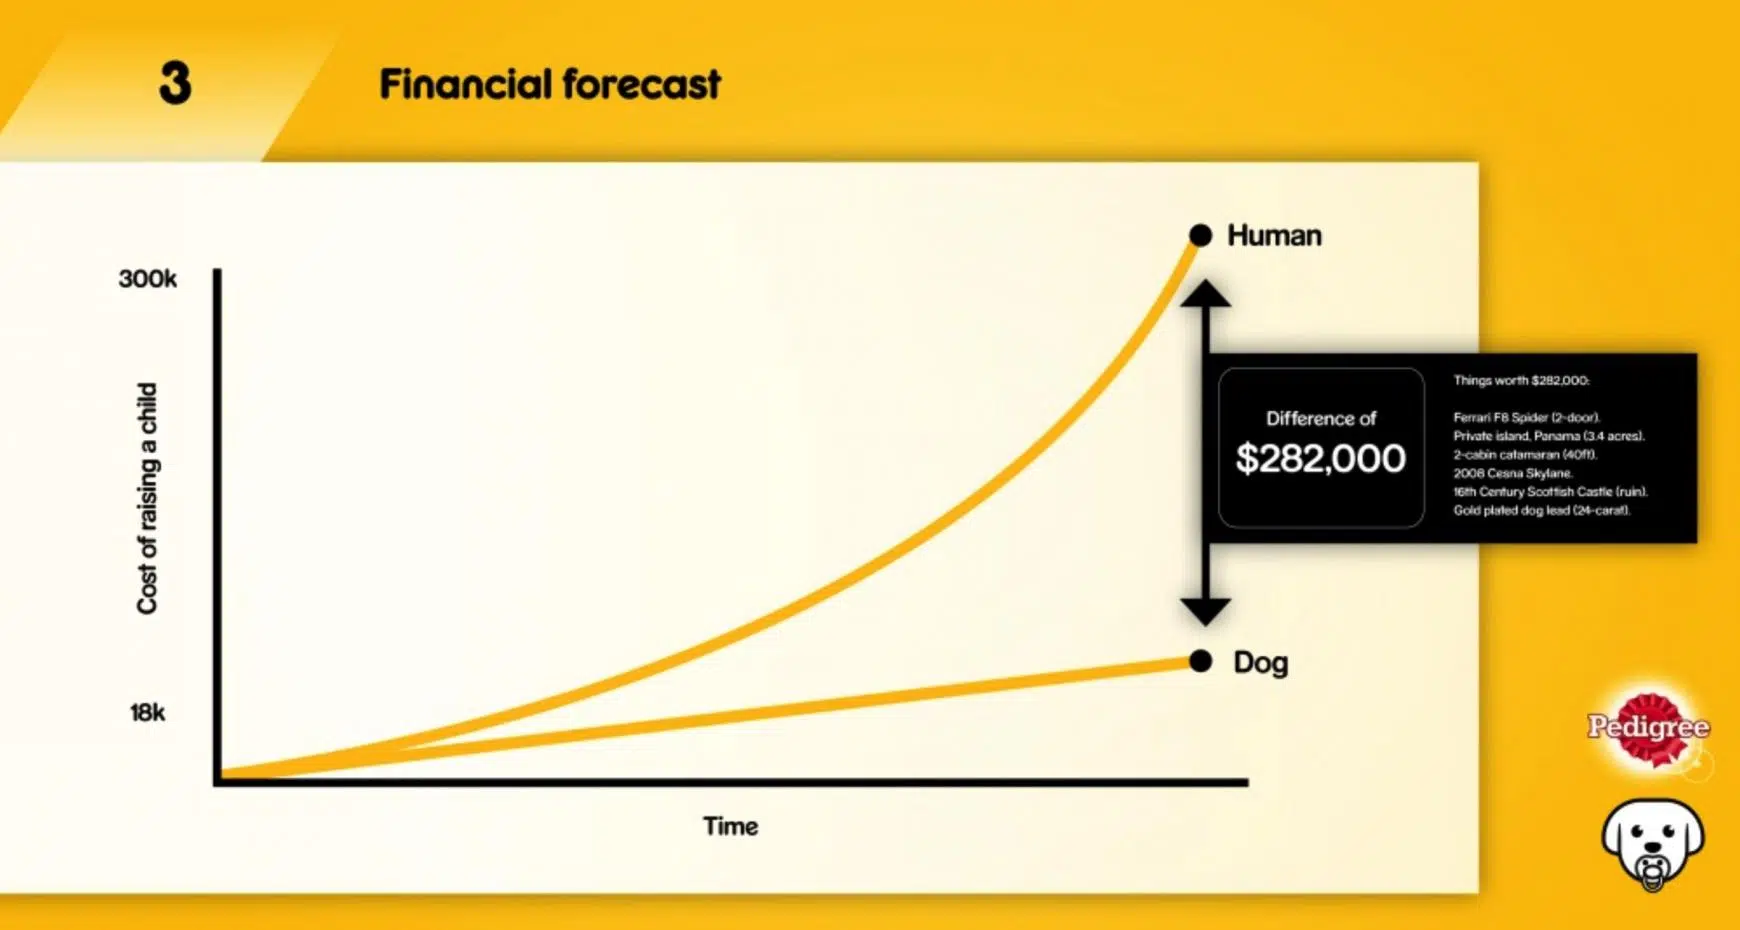 3
Financial forecast
300k
Cost of raising a child
18k
Time
Human
Dog
Difference of
$282,000
Things worth $282,000:
Ferrari F8 Spider (2-door).
Private island, Panama (3.4 acres).
2-cabin catamaran (40ft).
2008 Cesna Skylane.
16th Century Scottish Castle (ruin).
Gold plated dog lead (24-carat).
Pedigree